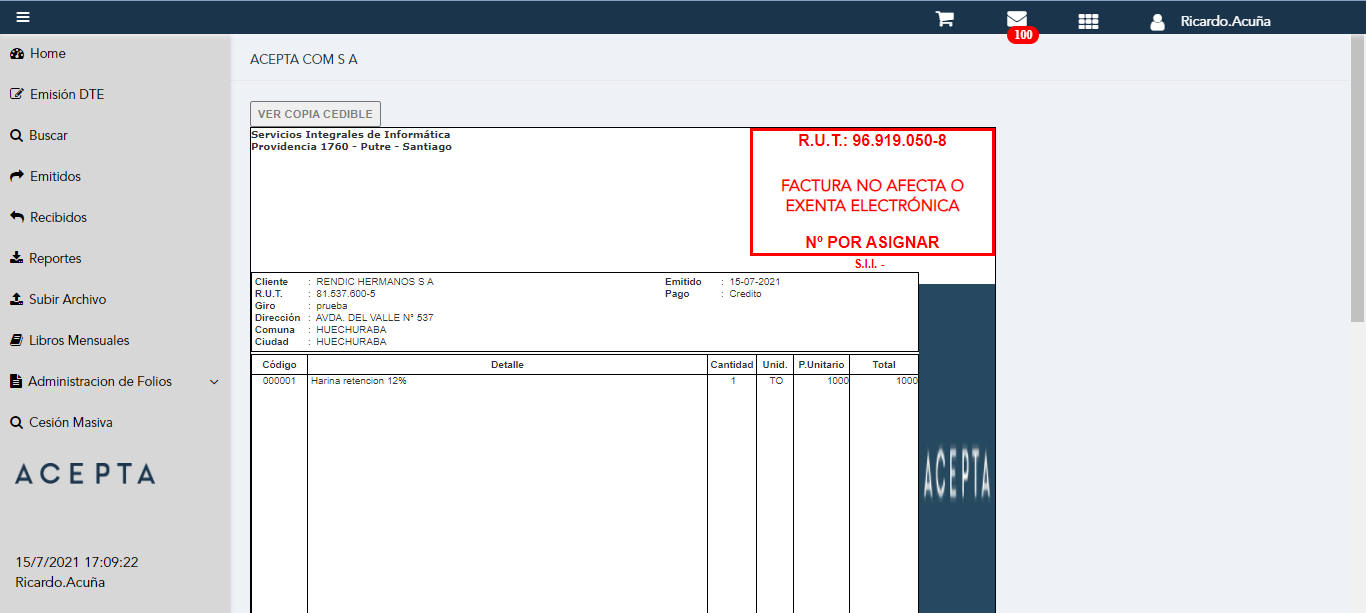 100
Ricardo.Acuña
Home
Emisión DTE
Buscar
Emitidos
Recibidos
Reportes
Subir Archivo
Libros Mensuales
Administracion de Folios
Cesión Masiva
ACEPTA
15/7/2021 17:09:22
Ricardo.Acuña
ACEPTA COM S A
VER COPIA CEDIBLE
Servicios Integrales de Informática
Providencia 1760 - Putre - Santiago
R.U.T.: 96.919.050-8
FACTURA NO AFECTA O
EXENTA ELECTRÓNICA
Nº POR ASIGNAR
S.I.I. -
Cliente : RENDIC HERMANOS S A Emitido : 15-07-2021
R.U.T. : 81.537.600-5 Pago : Credito
Giro : prueba
Dirección : AVDA. DEL VALLE N° 537
Comuna : HUECHURABA
Ciudad : HUECHURABA
Código Detalle Cantidad Unid. P.Unitario Total
000001 Harina retencion 12% 1 TO 1000 1000
ACEPTA